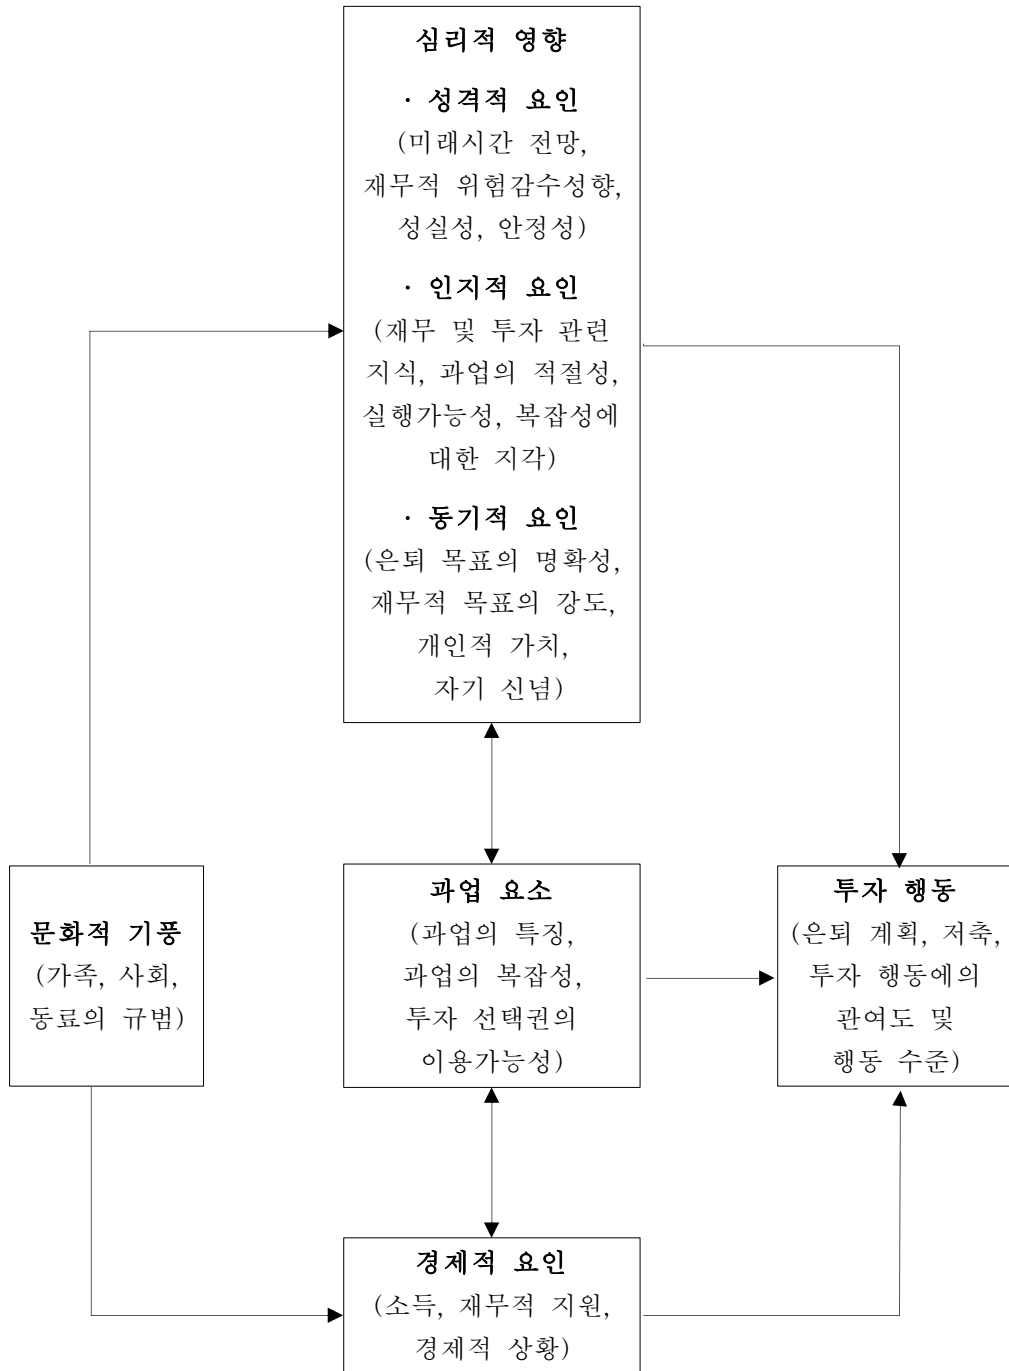 심리적 영향
· 성격적 요인
(미래시간 전망,
재무적 위험감수성향,
성실성, 안정성)
· 인지적 요인
(재무 및 투자 관련
지식, 과업의 적절성,
실행가능성, 복잡성에
대한 지각)
· 동기적 요인
(은퇴 목표의 명확성,
재무적 목표의 강도,
개인적 가치,
자기 신념)
문화적 기풍
(가족, 사회,
동료의 규범)
과업 요소
(과업의 특징,
과업의 복잡성,
투자 선택권의
이용가능성)
투자 행동
(은퇴 계획, 저축,
투자 행동에의
관여도 및
행동 수준)
경제적 요인
(소득, 재무적 지원,
경제적 상황)